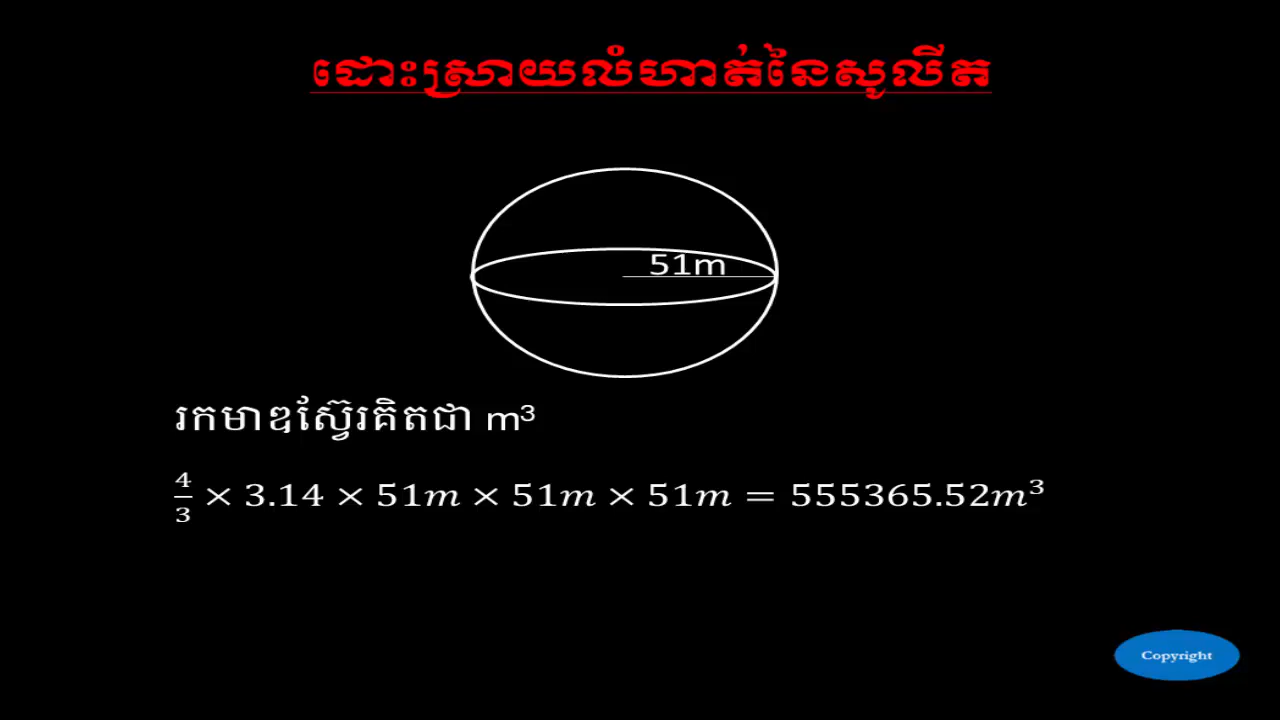 ដោះស្រាយលំហាត់នៃសូលីត
51m
រកមាឌស្វ៊ែរគិតជា m³
4/3 × 3.14 × 51m × 51m × 51m = 555365.52m³
Copyright